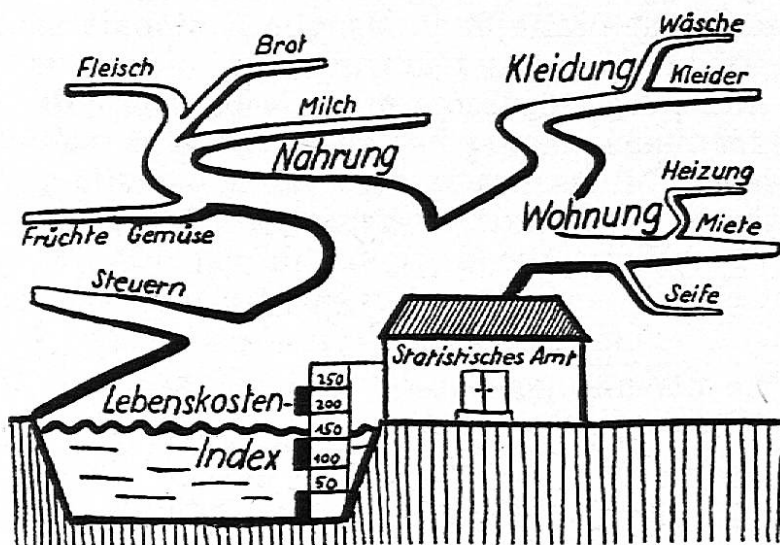 Fleisch
Brot
Milch
Nahrung
Früchte Gemüse
Steuern
Kleidung
Wäsche
Kleider
Wohnung
Heizung
Miete
Seife
Statistisches Amt
Lebenskosten-
Index
250
200
150
100
50